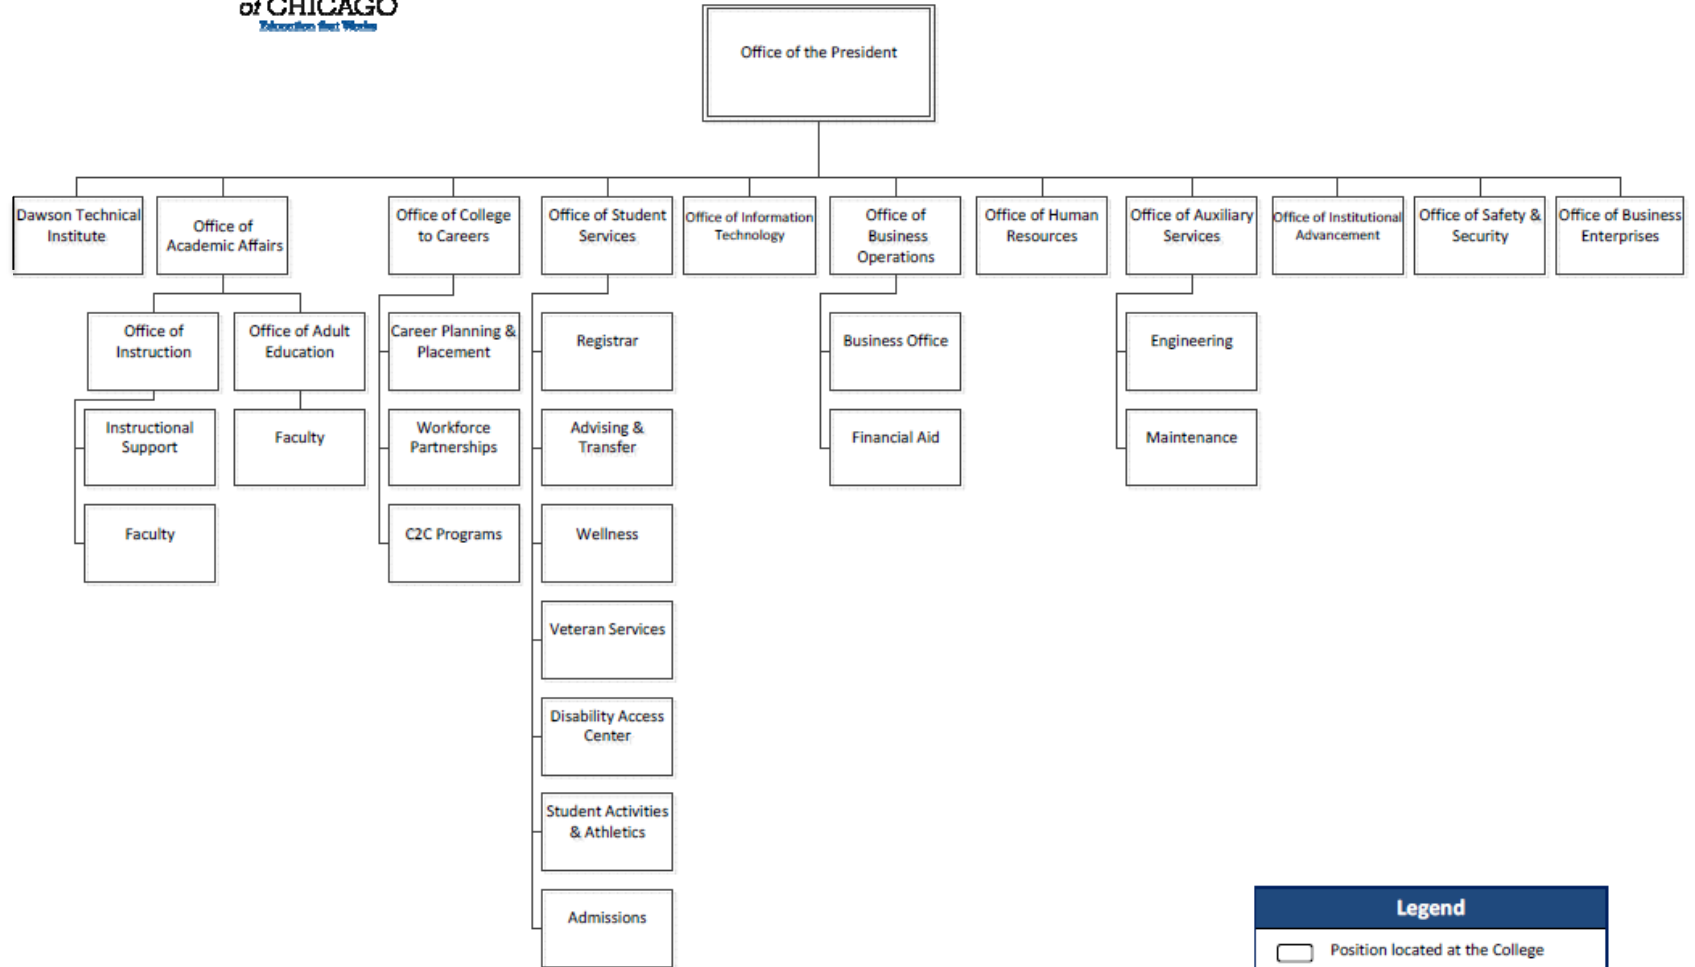 of CHICAGO
Education that Works
Office of the President
Dawson Technical
Institute
Office of
Academic Affairs
Office of College
to Careers
Office of Student
Services
Office of Information
Technology
Office of
Business
Operations
Office of Human
Resources
Office of Auxiliary
Services
Office of Institutional
Advancement
Office of Safety &
Security
Office of Business
Enterprises
Office of
Instruction
Office of Adult
Education
Career Planning &
Placement
Registrar
Business Office
Engineering
Instructional
Support
Faculty
Workforce
Partnerships
Advising &
Transfer
Financial Aid
Maintenance
Faculty
C2C Programs
Wellness
Veteran Services
Disability Access
Center
Student Activities
& Athletics
Admissions
Legend
Position located at the College